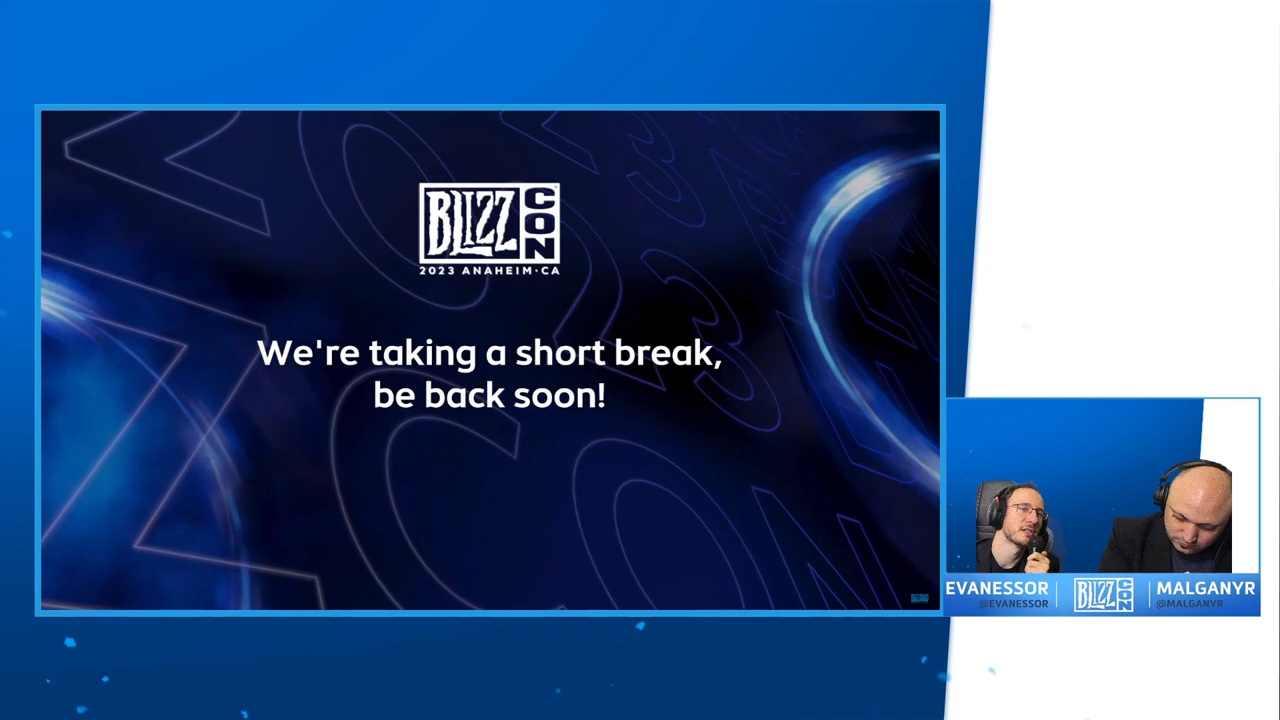 BLIZZ
CON
2023 ANAHEIM·CA
We're taking a short break,
be back soon!
EVANESSOR
@EVANESSOR
BLIZZ
CON
MALGANYR
@MALGANYR